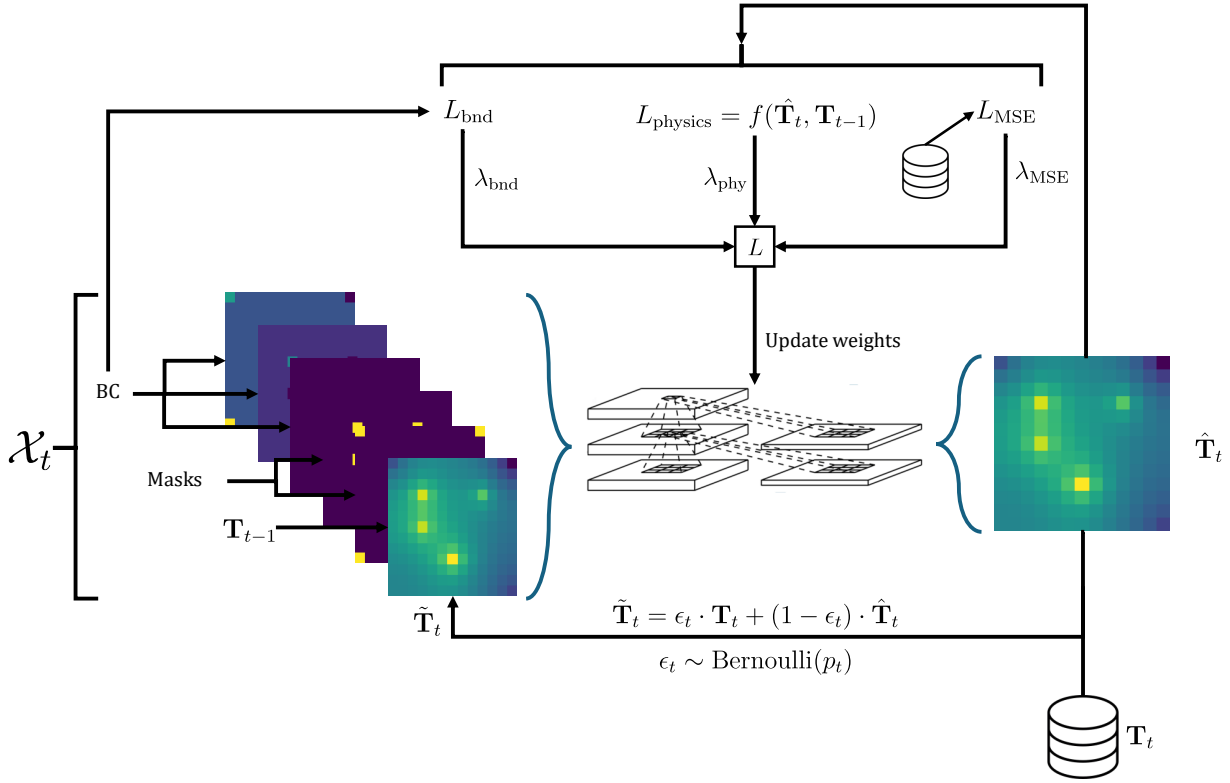 L_bnd
L_physics = f(T̂_t, T_{t−1})
L_MSE
λ_bnd
λ_phy
λ_MSE
L
Update weights
BC
𝒳_t
Masks
T_{t−1}
T̂_t
T̃_t
T̃_t = ϵ_t · T_t + (1 − ϵ_t) · T̂_t
ϵ_t ∼ Bernoulli(p_t)
T_t